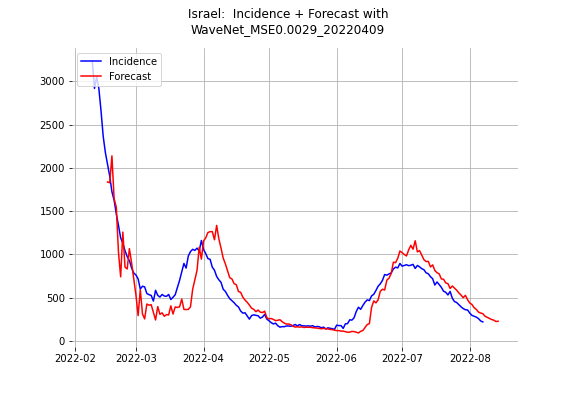 Israel:  Incidence + Forecast with
WaveNet_MSE0.0029_20220409
Incidence
Forecast
3000
2500
2000
1500
1000
500
0
2022-02 2022-03 2022-04 2022-05 2022-06 2022-07 2022-08